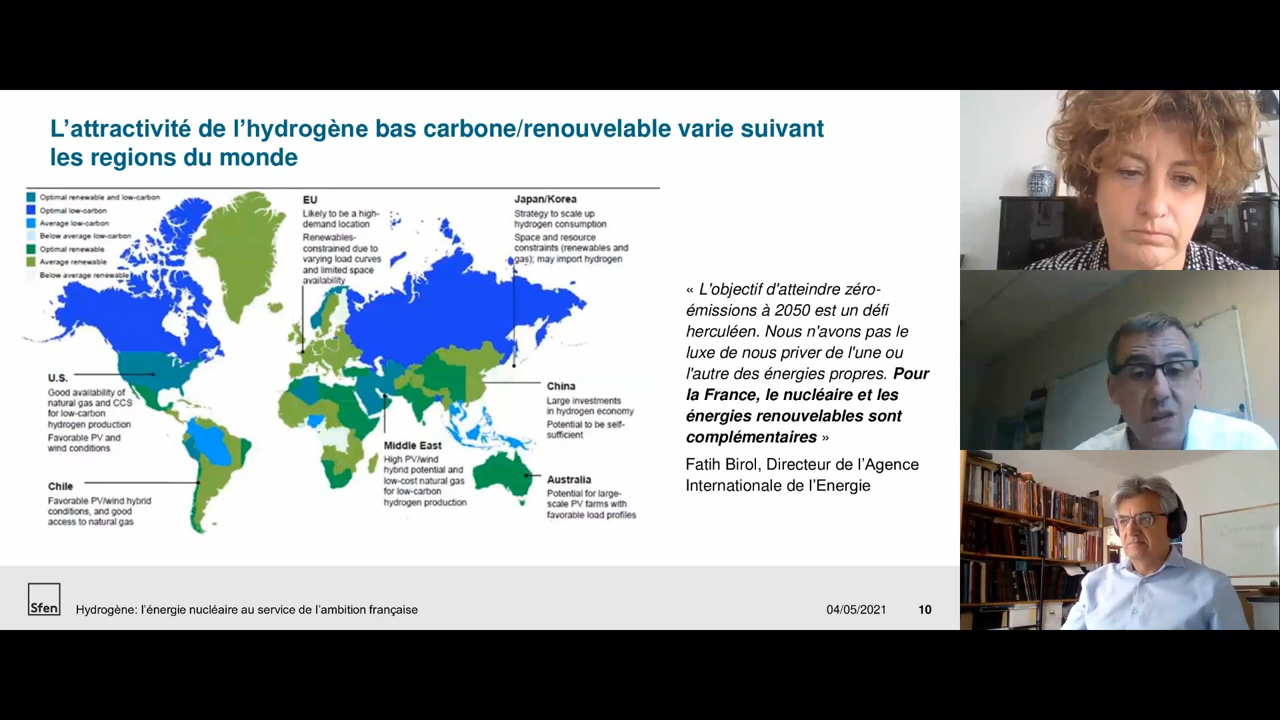 L'attractivité de l'hydrogène bas carbone/renouvelable varie suivant
les regions du monde
Optimal renewable and low-carbon
Optimal low-carbon
Average low-carbon
Below average low-carbon
Optimal renewable
Average renewable
Below average renewable
EU
Likely to be a high-
demand location
Renewables-
constrained due to
varying load curves
and limited space
availability
Japan/Korea
Strategy to scale up
hydrogen consumption
Space and resource
constraints (renewables and
gas); may import hydrogen
U.S.
Good availability of
natural gas and CCS
for low-carbon
hydrogen production
Favorable PV and
wind conditions
Chile
Favorable PV/wind hybrid
conditions, and good
access to natural gas
Middle East
High PV/wind
hybrid potential and
low-cost natural gas
for low-carbon
hydrogen production
China
Large investments
in hydrogen economy
Potential to be self-
sufficient
Australia
Potential for large-
scale PV farms with
favorable load profiles
« L'objectif d'atteindre zéro-
émissions à 2050 est un défi
herculéen. Nous n'avons pas le
luxe de nous priver de l'une ou
l'autre des énergies propres. Pour
la France, le nucléaire et les
énergies renouvelables sont
complémentaires »
Fatih Birol, Directeur de l'Agence
Internationale de l'Energie
Sfen
Hydrogène: l'énergie nucléaire au service de l'ambition française
04/05/2021
10